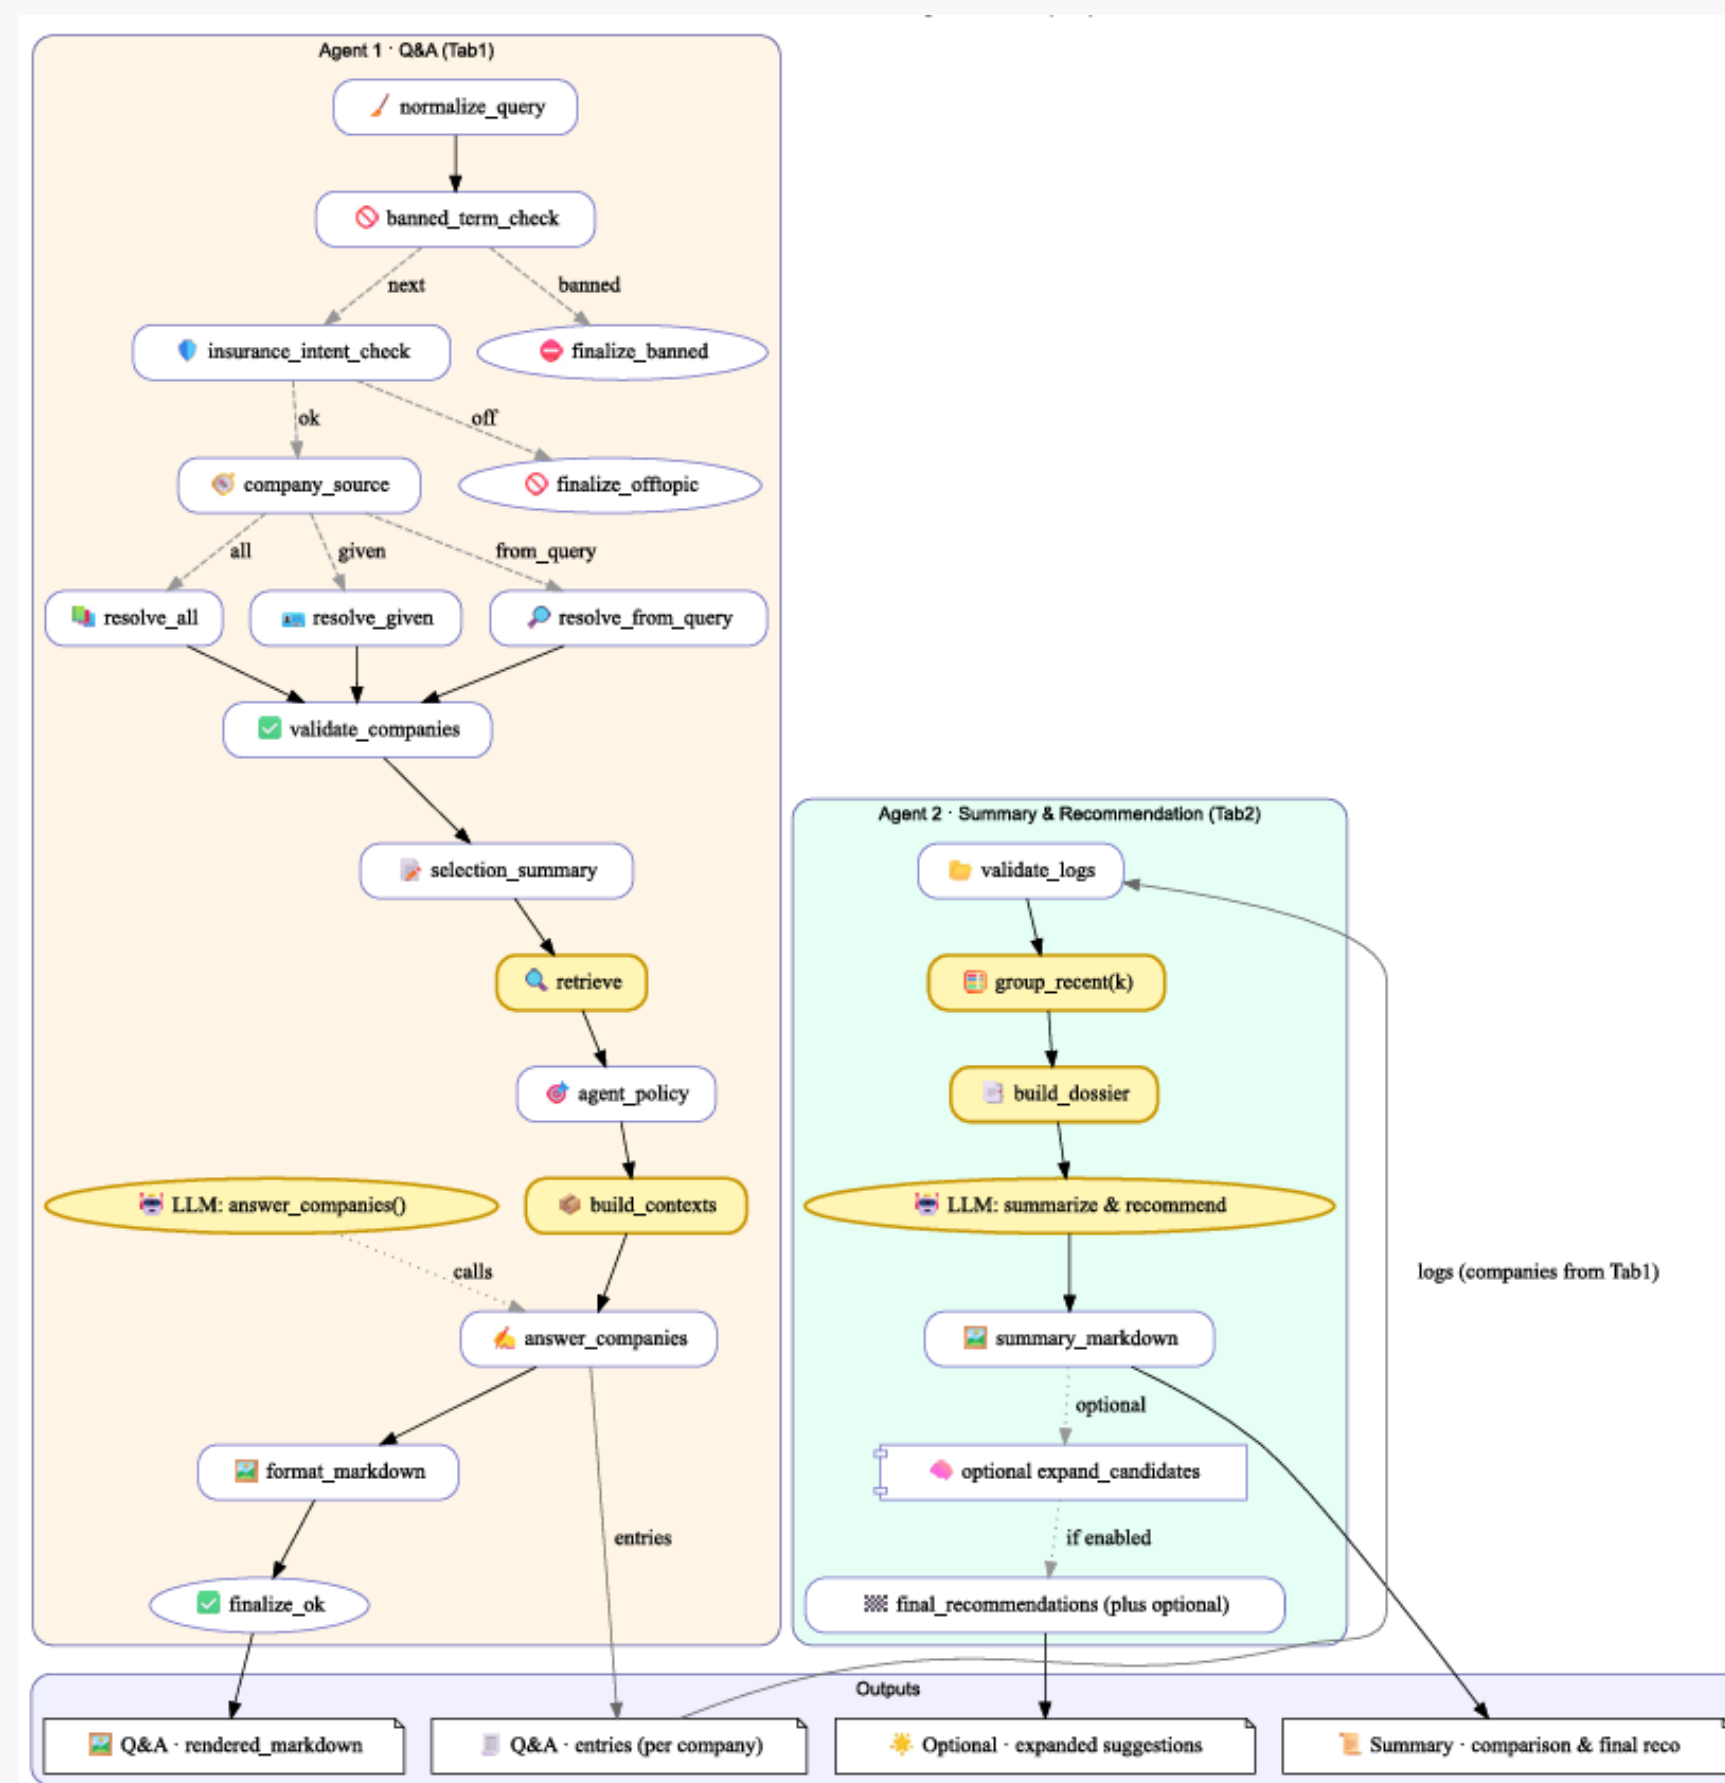 Agent 1 · Q&A (Tab1)
normalize_query
banned_term_check
next
banned
insurance_intent_check
finalize_banned
ok
off
company_source
finalize_offtopic
all
given
from_query
resolve_all
resolve_given
resolve_from_query
validate_companies
selection_summary
retrieve
agent_policy
LLM: answer_companies()
build_contexts
calls
answer_companies
format_markdown
entries
finalize_ok
Agent 2 · Summary & Recommendation (Tab2)
validate_logs
group_recent(k)
build_dossier
LLM: summarize & recommend
logs (companies from Tab1)
summary_markdown
optional
optional expand_candidates
if enabled
final_recommendations (plus optional)
Outputs
Q&A · rendered_markdown
Q&A · entries (per company)
Optional · expanded suggestions
Summary · comparison & final reco